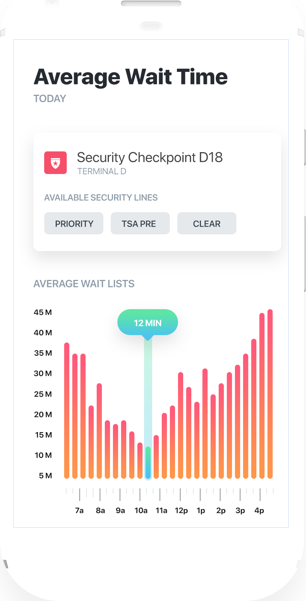 Average Wait Time
TODAY
Security Checkpoint D18
TERMINAL D
AVAILABLE SECURITY LINES
PRIORITY TSA PRE CLEAR
AVERAGE WAIT LISTS
45 M
12 MIN
40 M
35 M
30 M
25 M
20 M
15 M
10 M
5 M
7a 8a 9a 10a 11a 12p 1p 2p 3p 4p